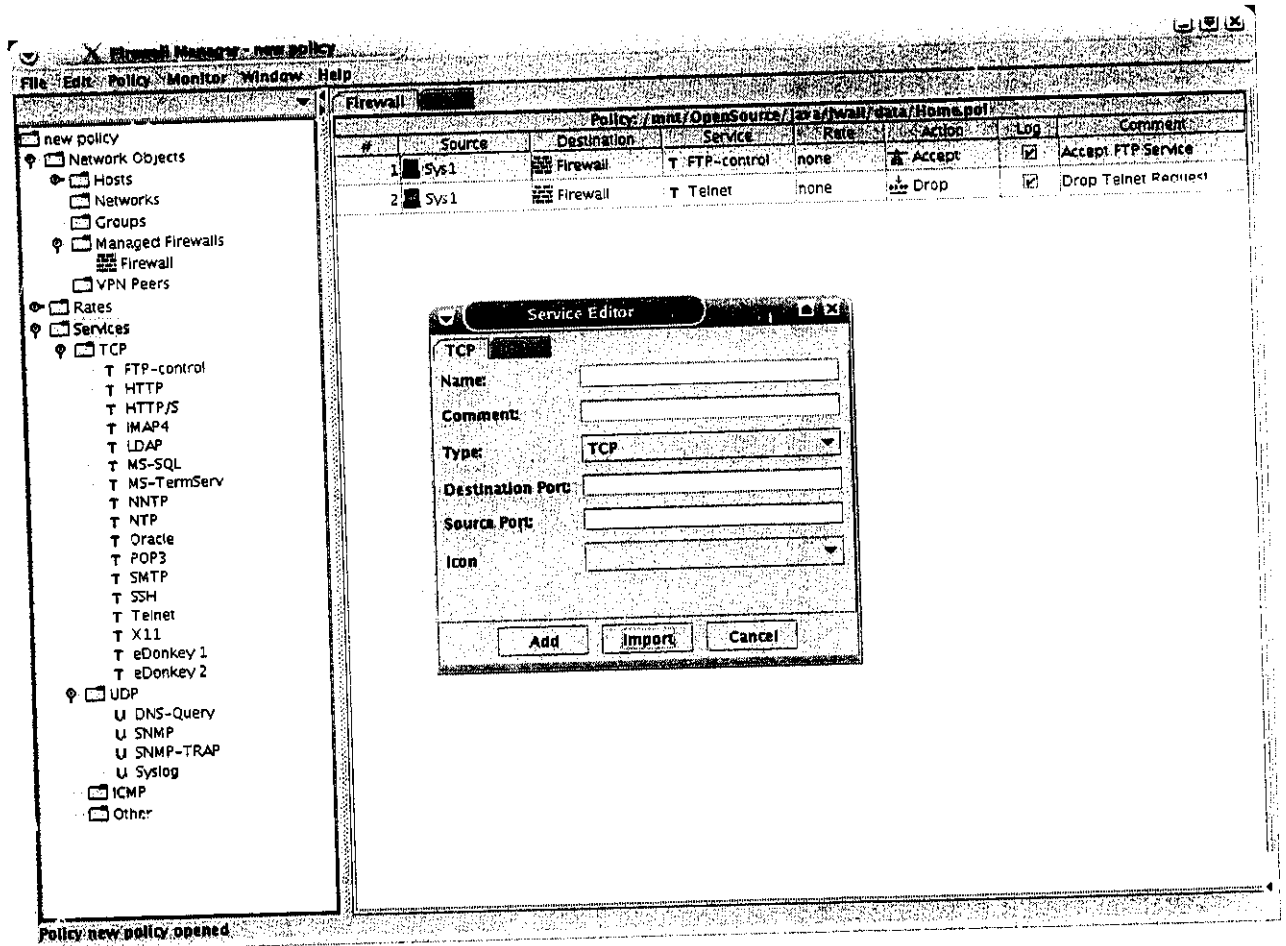 Firewall Manager - new policy
File Edit Policy Monitor Window Help
new policy
Network Objects
Hosts
Networks
Groups
Managed Firewalls
Firewall
VPN Peers
Rates
Services
TCP
FTP-control
HTTP
HTTP/S
IMAP4
LDAP
MS-SQL
MS-TermServ
NNTP
NTP
Oracle
POP3
SMTP
SSH
Telnet
X11
eDonkey 1
eDonkey 2
UDP
DNS-Query
SNMP
SNMP-TRAP
Syslog
ICMP
Other
Firewall
Policy: /mnt/OpenSource/java/jwall/data/Home.pol
# Source Destination Service Rate Action Log Comment
1 Sys1 Firewall T FTP-control none Accept Accept FTP Service
2 Sys1 Firewall T Telnet none Drop Drop Telnet Request
Service Editor
TCP
Name:
Comment:
Type: TCP
Destination Port:
Source Port:
Icon
Add Import Cancel
Policy new policy opened